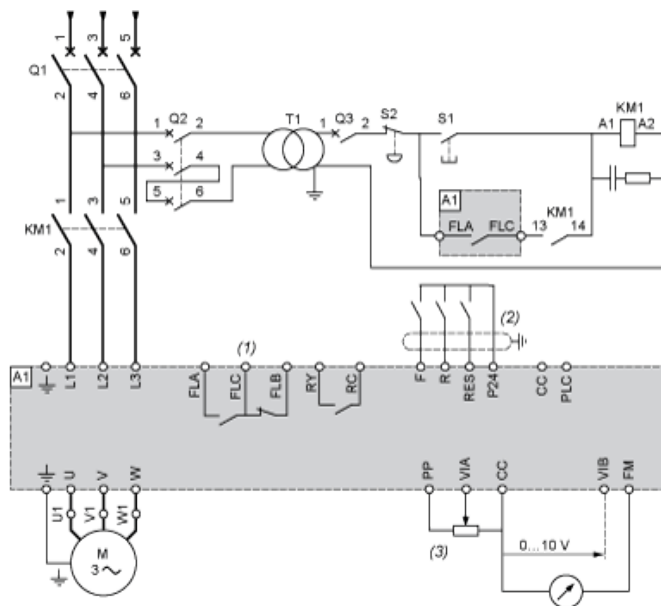 1 3 5
Q1
2 4 6
1 Q2 2 T1 1 Q3 2 S2 S1 KM1
A1 A2
3 4
5 6
A1
FLA FLC 13 KM1 14
1 3 5
KM1
2 4 6
(2)
(1)
A1 L1 L2 L3 FLA FLC FLB RY RC F R RES P24 CC PLC
U V W PP VIA CC VIB FM
U1 V1 W1
(3) 0...10 V
M
3